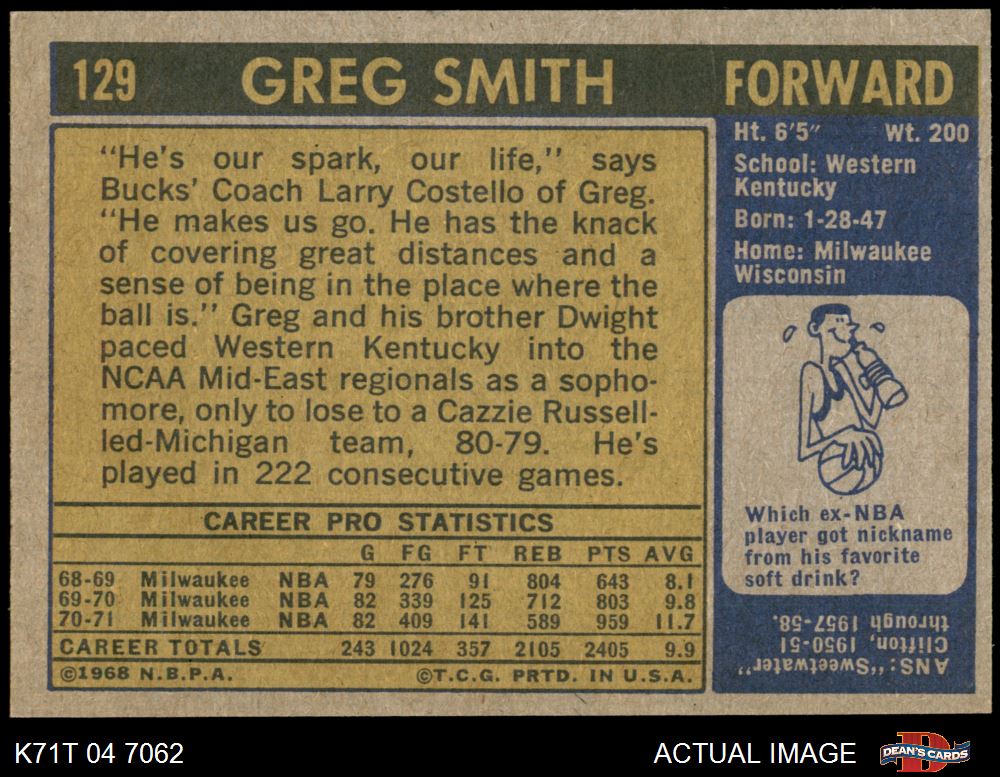 129 GREG SMITH FORWARD
"He's our spark, our life," says
Bucks' Coach Larry Costello of Greg.
"He makes us go. He has the knack
of covering great distances and a
sense of being in the place where the
ball is." Greg and his brother Dwight
paced Western Kentucky into the
NCAA Mid-East regionals as a sopho-
more, only to lose to a Cazzie Russell-
led-Michigan team, 80-79. He's
played in 222 consecutive games.
Ht. 6'5" Wt. 200
School: Western
Kentucky
Born: 1-28-47
Home: Milwaukee
Wisconsin
Which ex-NBA
player got nickname
from his favorite
soft drink?
ANS: "Sweetwater"
Clifton, 1950-51
through 1957-58.
CAREER PRO STATISTICS
G FG FT REB PTS AVG
68-69 Milwaukee NBA 79 276 91 804 643 8.1
69-70 Milwaukee NBA 82 339 125 712 803 9.8
70-71 Milwaukee NBA 82 409 141 589 959 11.7
CAREER TOTALS 243 1024 357 2105 2405 9.9
©1968 N.B.P.A. ©T.C.G. PRTD. IN U.S.A.
K71T 04 7062 ACTUAL IMAGE D DEAN'S CARDS